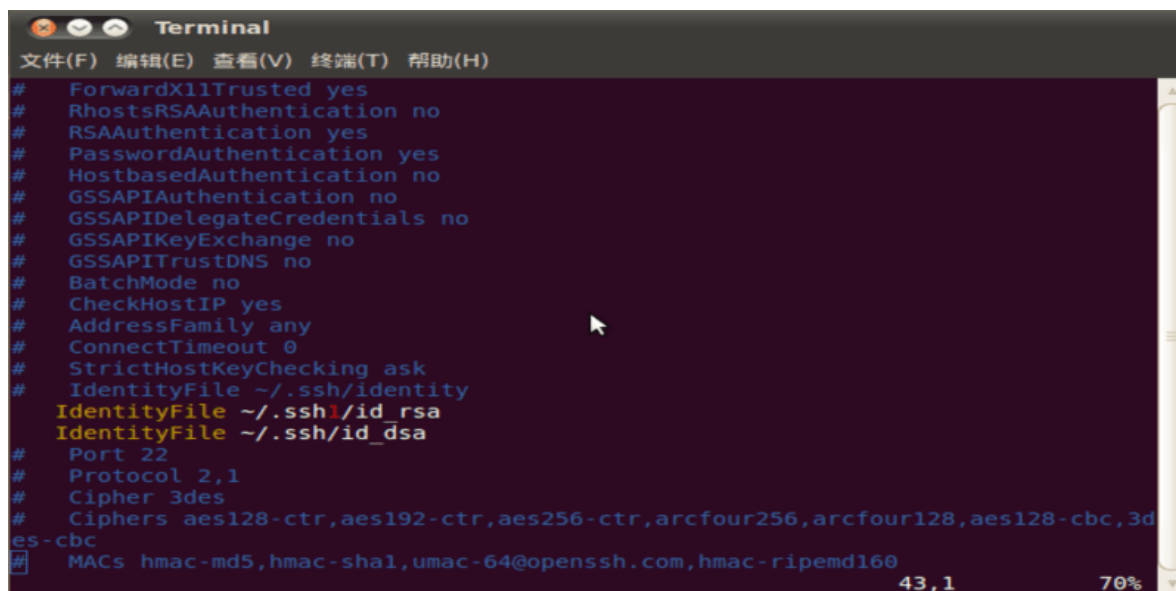 Terminal
文件(F) 编辑(E) 查看(V) 终端(T) 帮助(H)
#   ForwardX11Trusted yes
#   RhostsRSAAuthentication no
#   RSAAuthentication yes
#   PasswordAuthentication yes
#   HostbasedAuthentication no
#   GSSAPIAuthentication no
#   GSSAPIDelegateCredentials no
#   GSSAPIKeyExchange no
#   GSSAPITrustDNS no
#   BatchMode no
#   CheckHostIP yes
#   AddressFamily any
#   ConnectTimeout 0
#   StrictHostKeyChecking ask
#   IdentityFile ~/.ssh/identity
   IdentityFile ~/.ssh1/id_rsa
   IdentityFile ~/.ssh/id_dsa
#   Port 22
#   Protocol 2,1
#   Cipher 3des
#   Ciphers aes128-ctr,aes192-ctr,aes256-ctr,arcfour256,arcfour128,aes128-cbc,3d
es-cbc
#   MACs hmac-md5,hmac-sha1,umac-64@openssh.com,hmac-ripemd160
43,1 70%